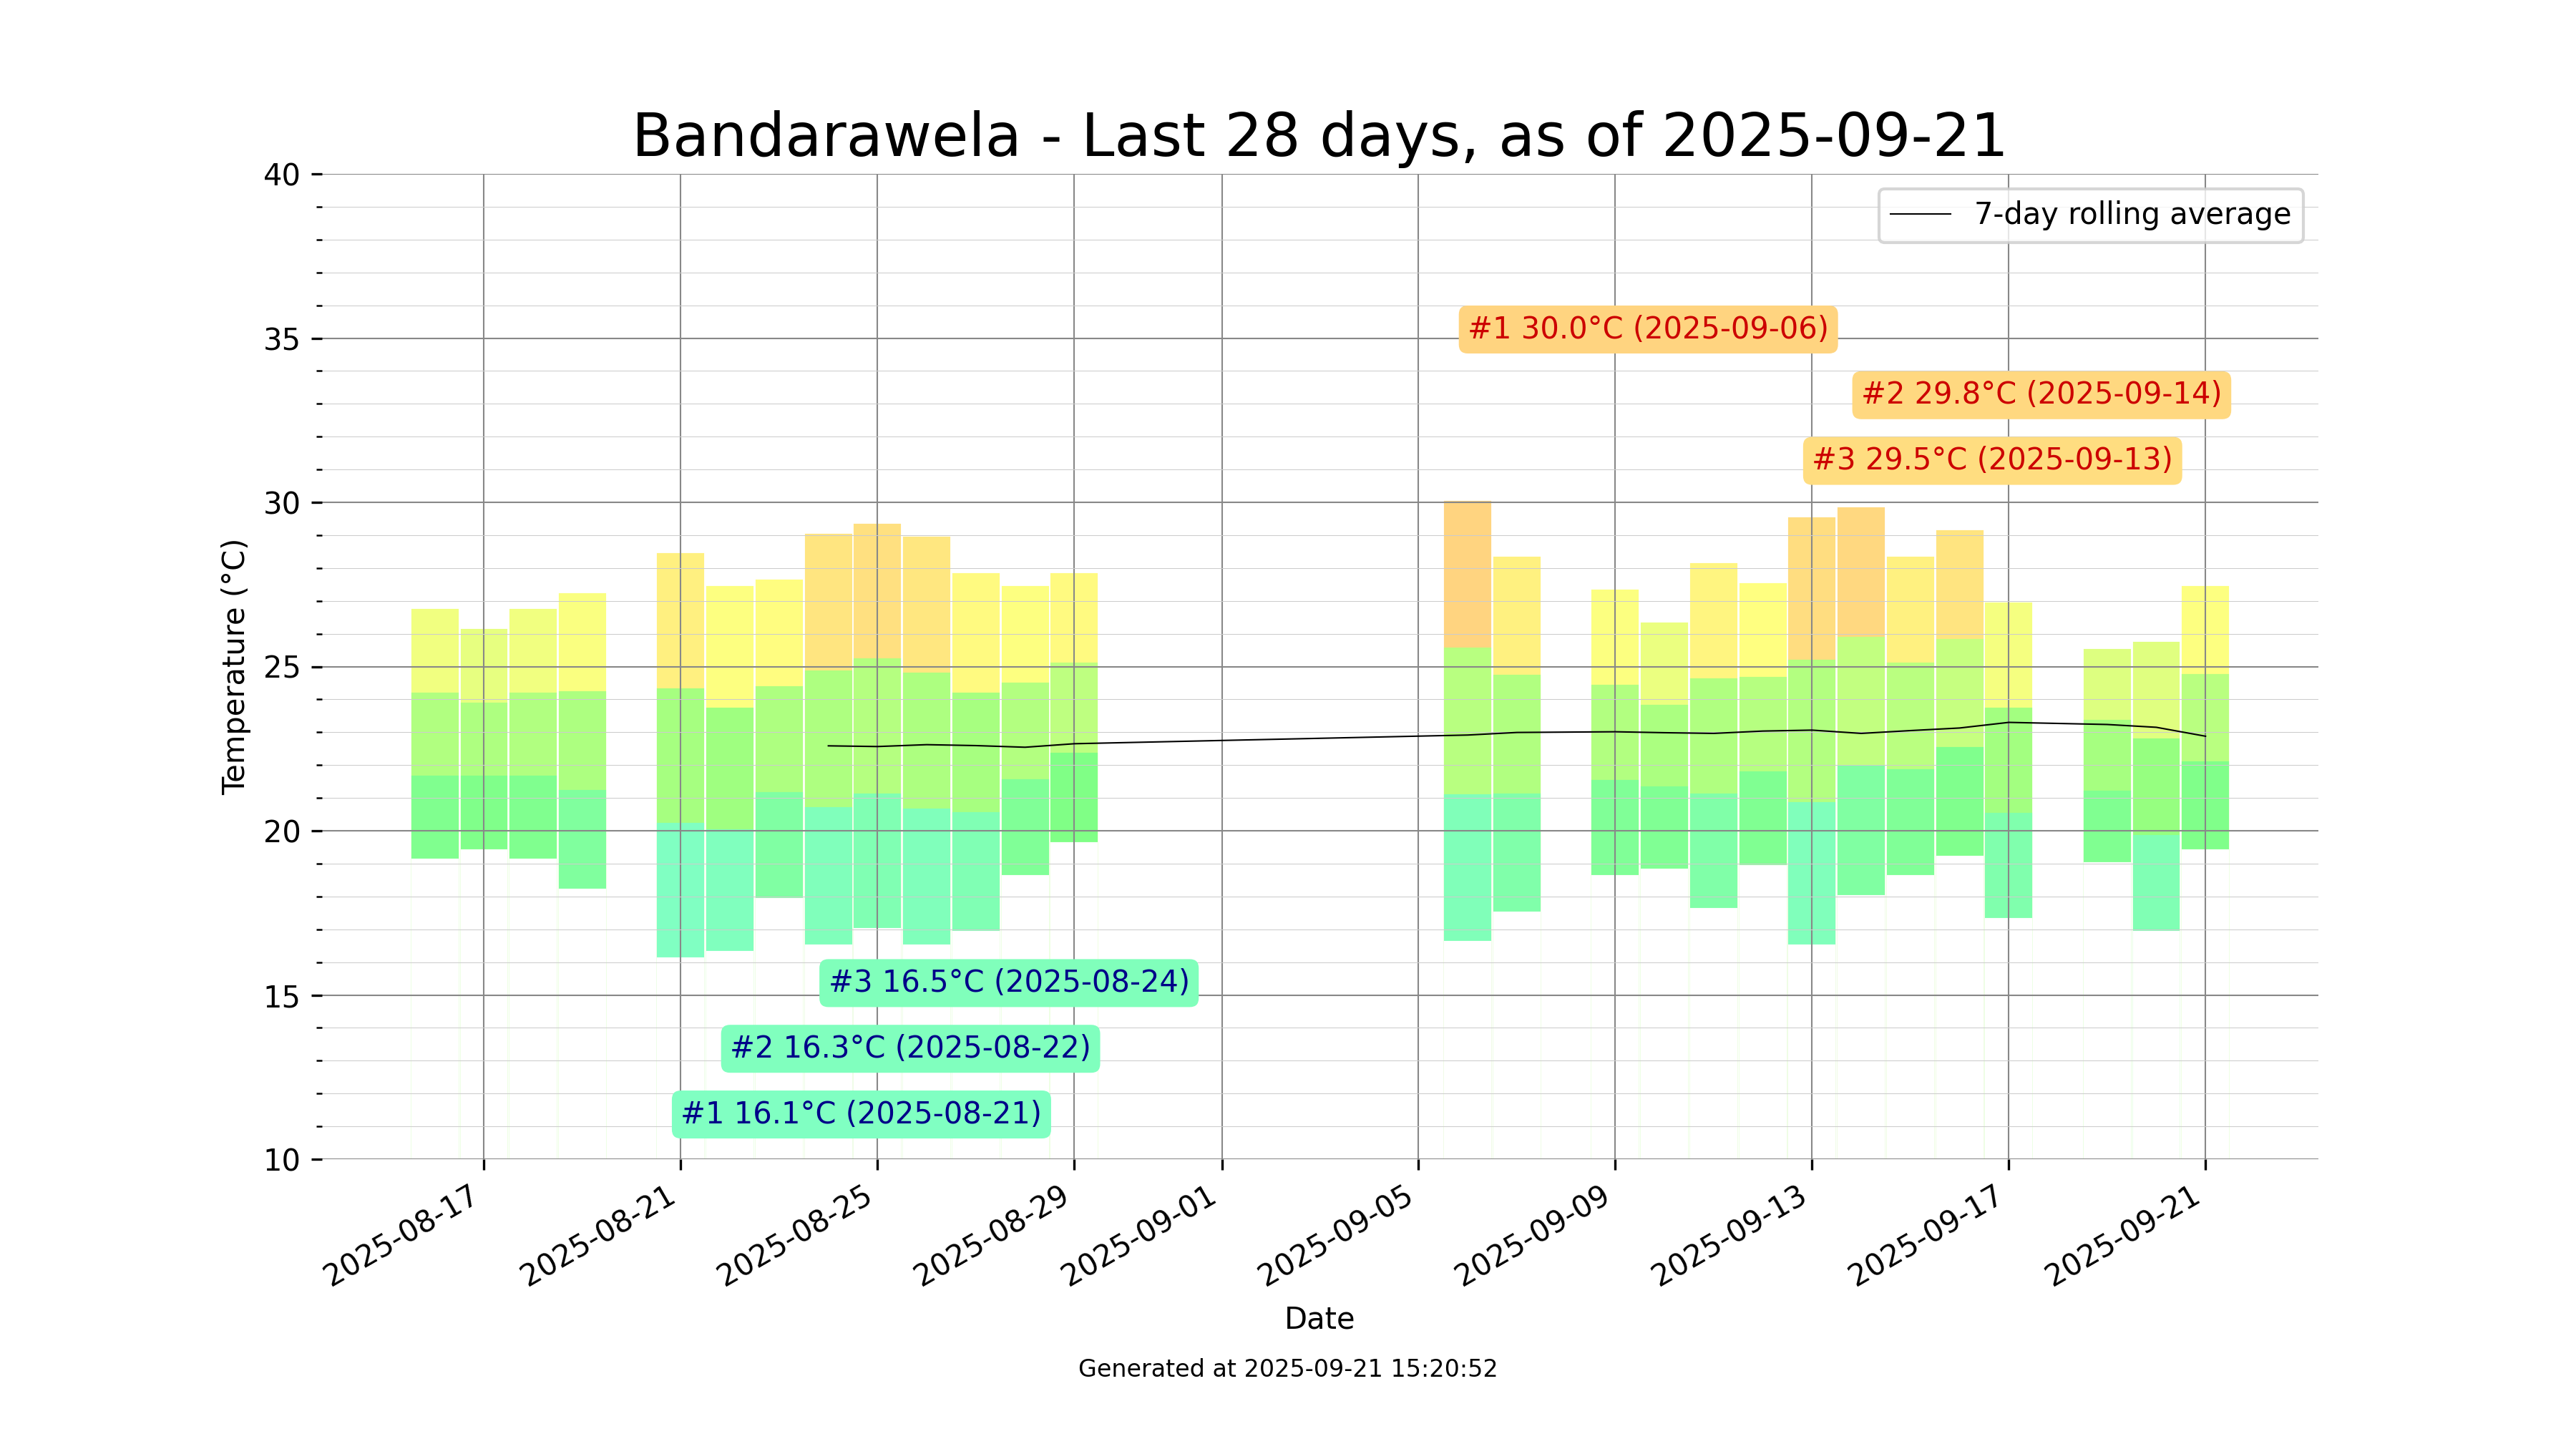 Bandarawela - Last 28 days, as of 2025-09-21
40
35
30
25
20
15
10
Temperature (°C)
7-day rolling average
#1 30.0°C (2025-09-06)
#2 29.8°C (2025-09-14)
#3 29.5°C (2025-09-13)
#3 16.5°C (2025-08-24)
#2 16.3°C (2025-08-22)
#1 16.1°C (2025-08-21)
2025-08-17
2025-08-21
2025-08-25
2025-08-29
2025-09-01
2025-09-05
2025-09-09
2025-09-13
2025-09-17
2025-09-21
Date
Generated at 2025-09-21 15:20:52